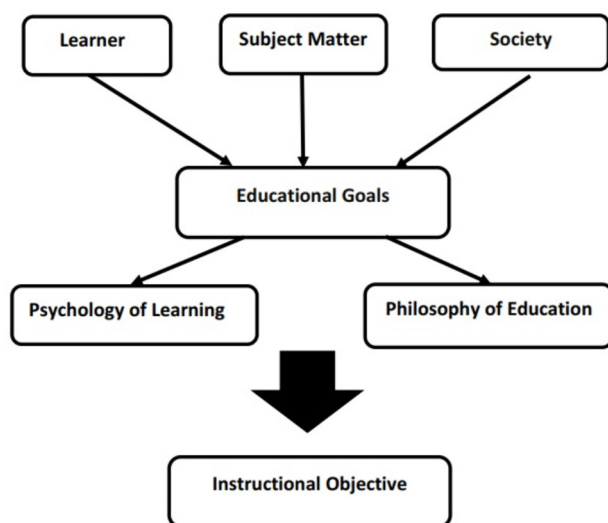 Learner
Subject Matter
Society
Educational Goals
Psychology of Learning
Philosophy of Education
Instructional Objective